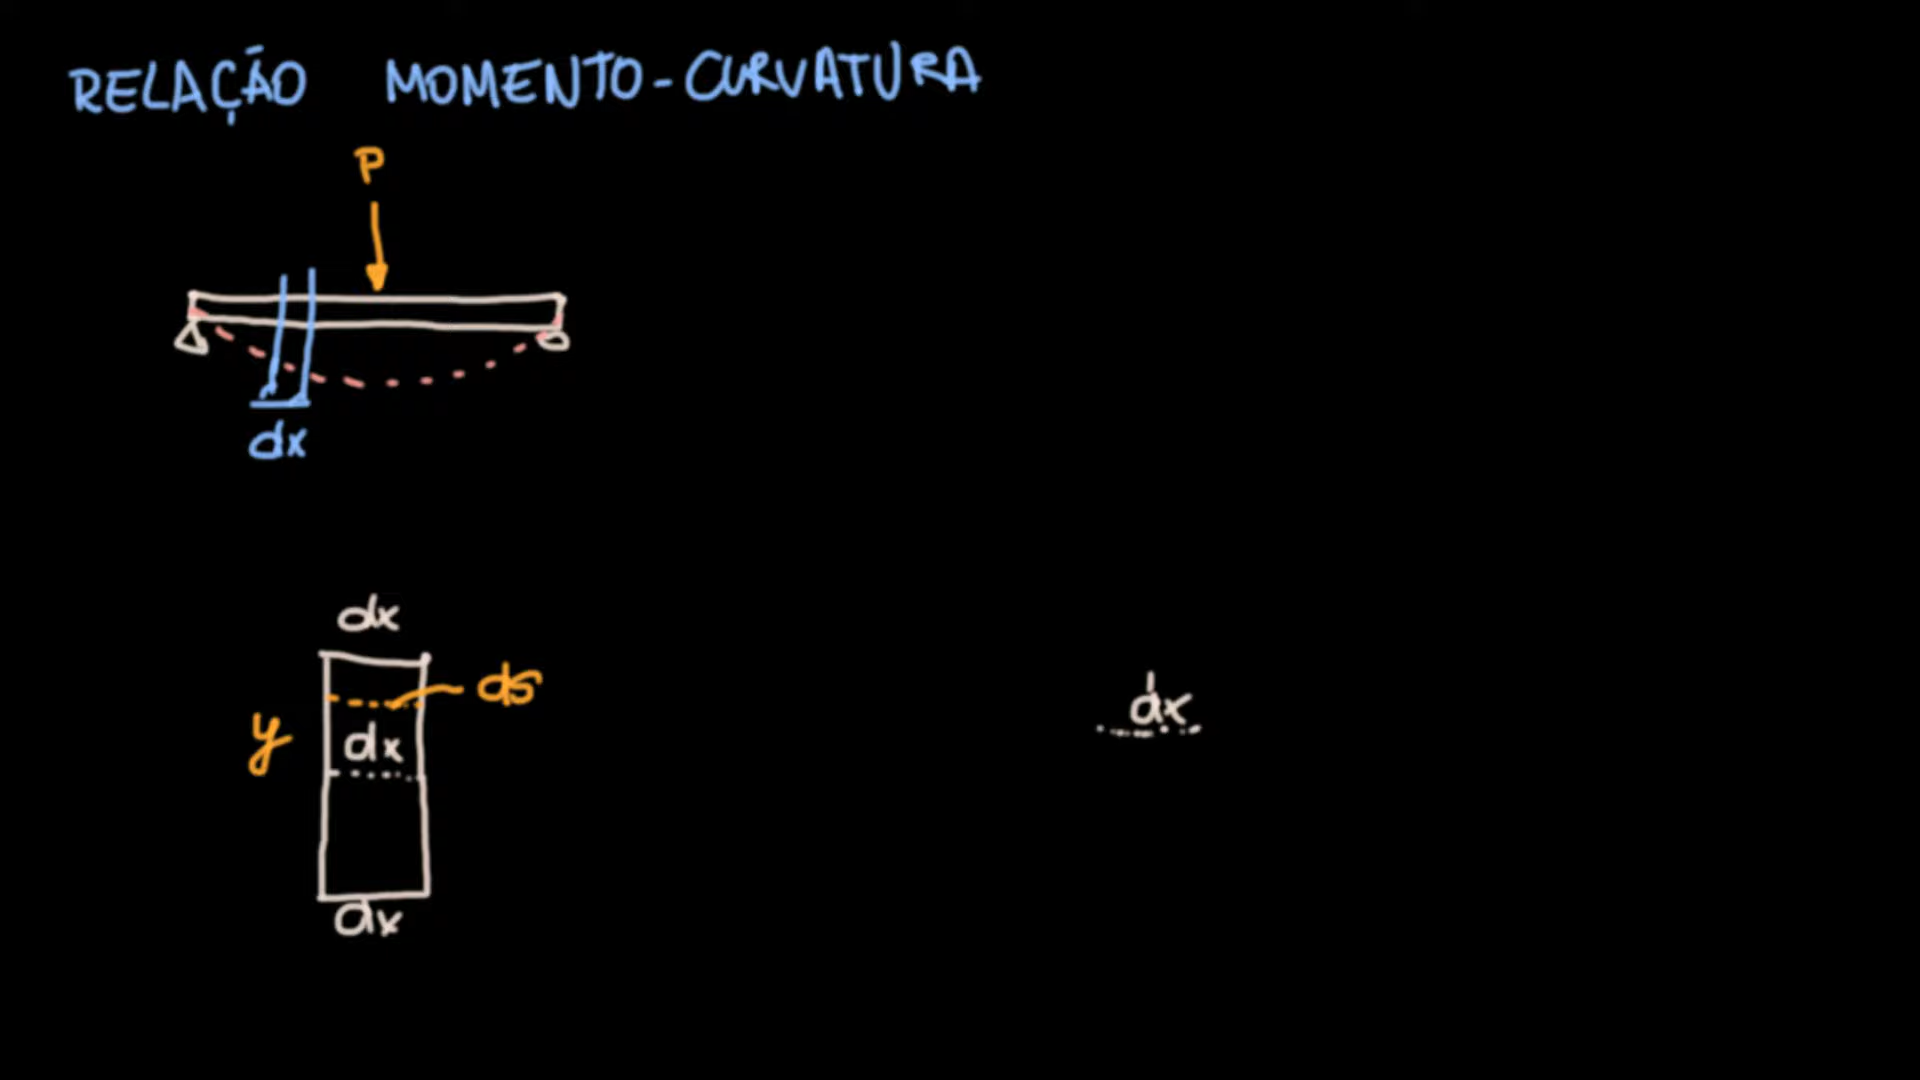 RELAÇÃO MOMENTO-CURVATURA
P
dx
dx
ds
y
dx
dx
dx